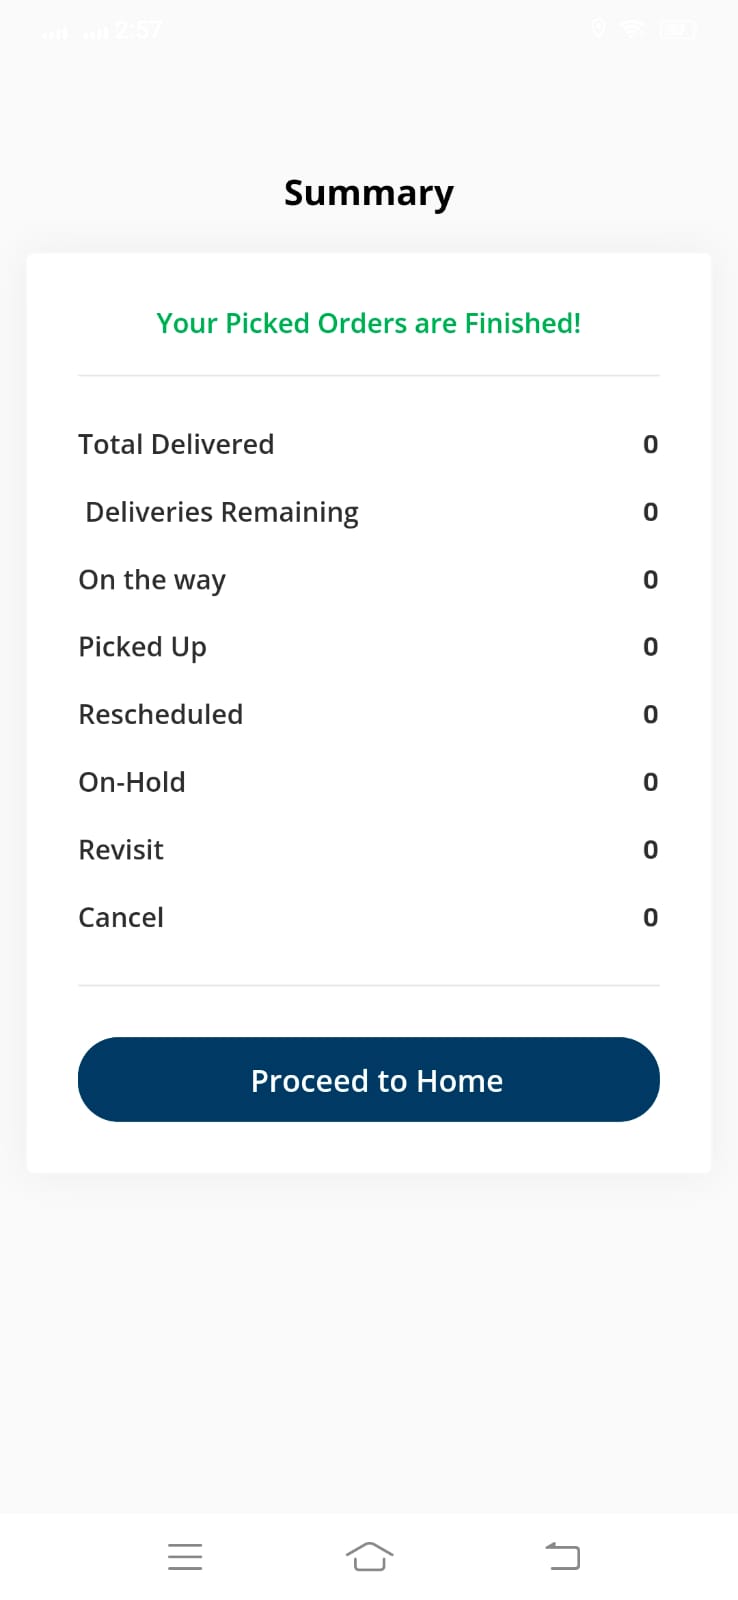 2:57
Summary
Your Picked Orders are Finished!
Total Delivered 0
Deliveries Remaining 0
On the way 0
Picked Up 0
Rescheduled 0
On-Hold 0
Revisit 0
Cancel 0
Proceed to Home